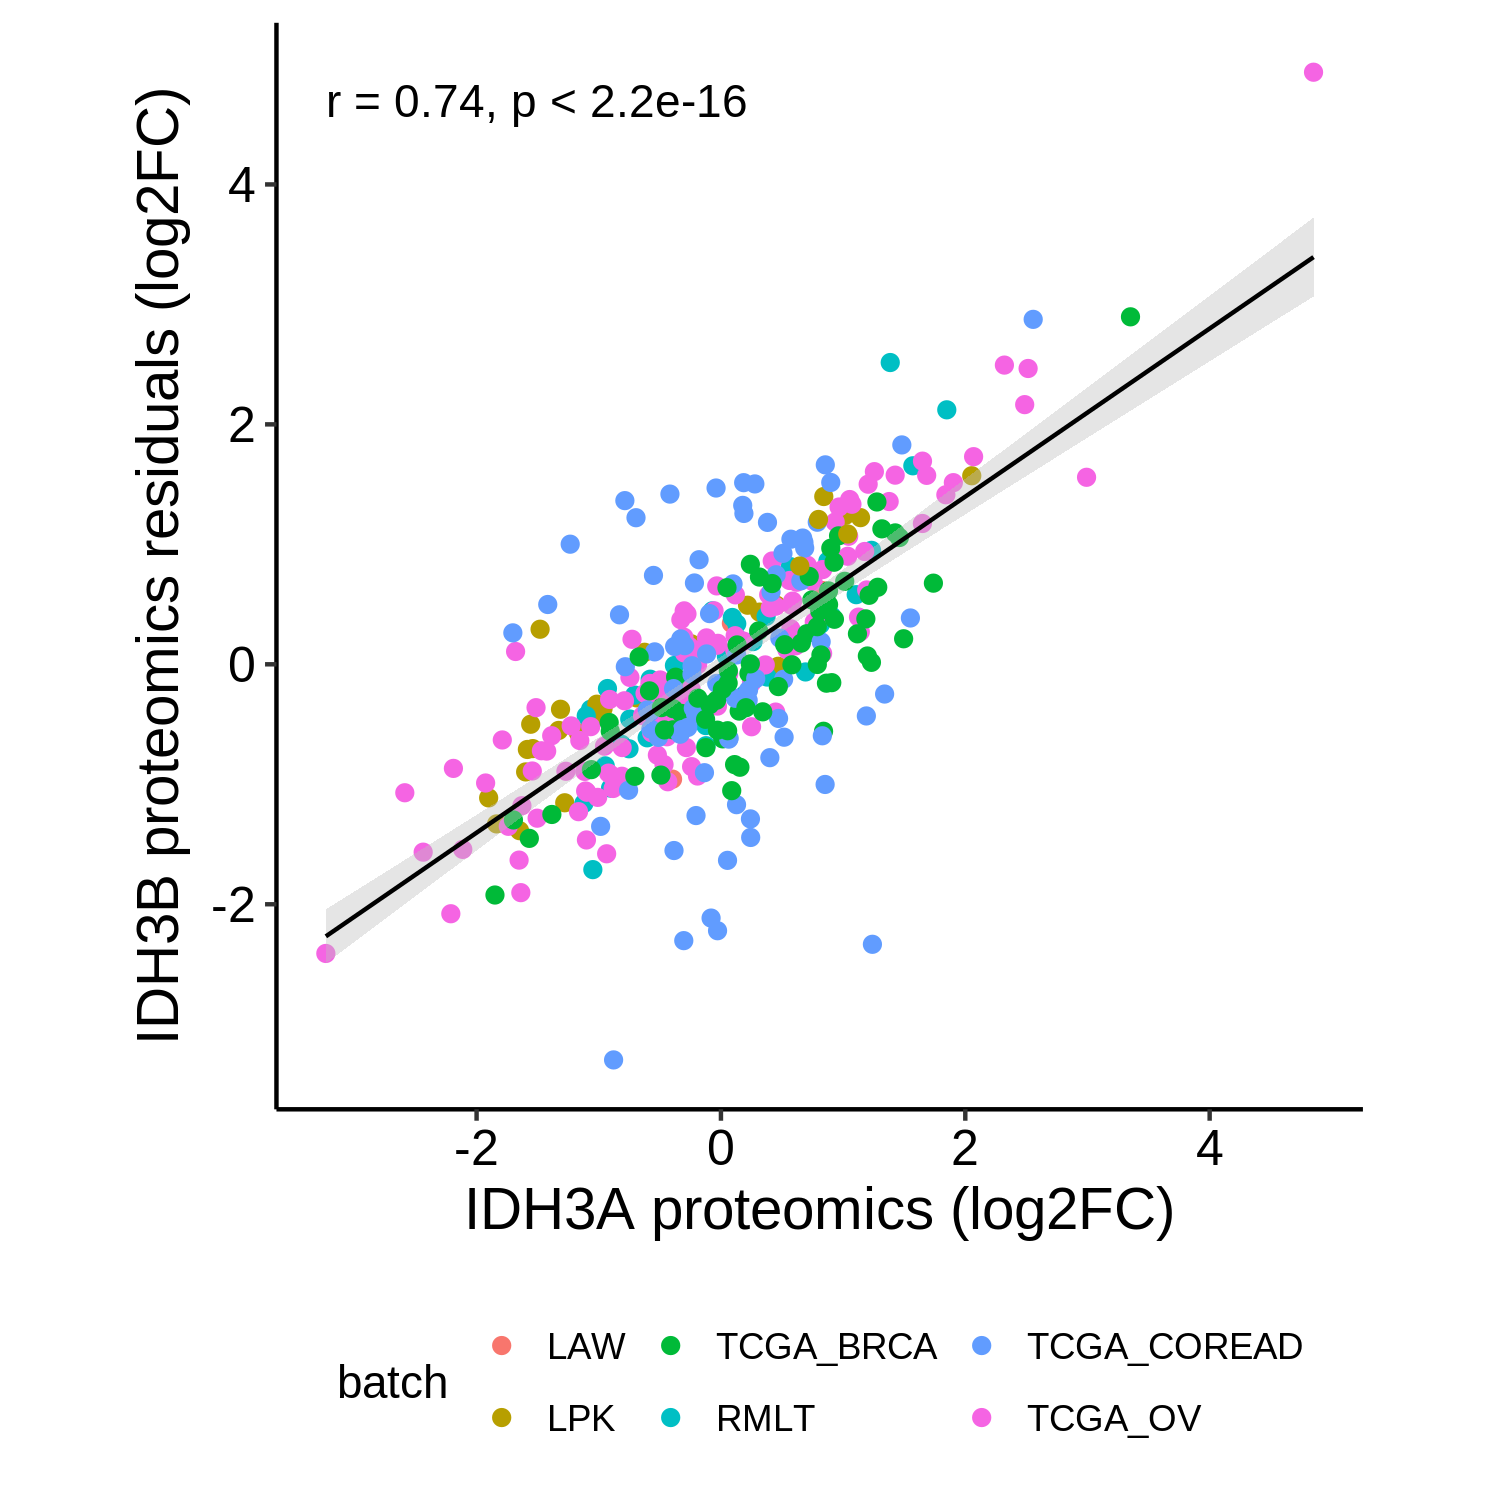 r = 0.74, p < 2.2e-16
IDH3B proteomics residuals (log2FC)
4
2
0
-2
-2 0 2 4
IDH3A proteomics (log2FC)
batch
LAW TCGA_BRCA TCGA_COREAD
LPK RMLT TCGA_OV